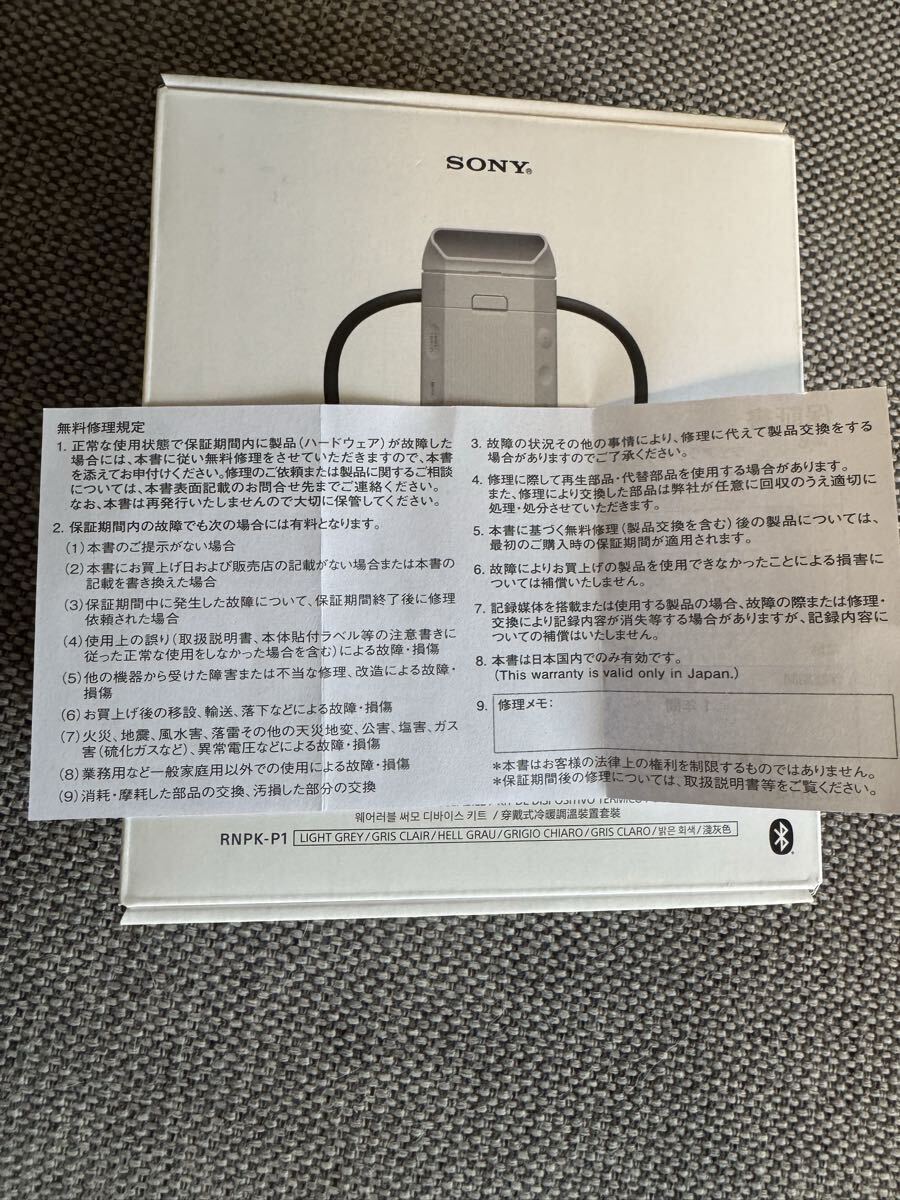 SONY
無料修理規定
1. 正常な使用状態で保証期間内に製品(ハードウェア)が故障した
場合には、本書に従い無料修理をさせていただきますので、本書
を添えてお申付けください。修理のご依頼または製品に関するご相談
については、本書表面記載のお問合せ先までご連絡ください。
なお、本書は再発行いたしませんので大切に保管してください。
2. 保証期間内の故障でも次の場合には有料となります。
(1)本書のご提示がない場合
(2)本書にお買上げ日および販売店の記載がない場合または本書の
記載を書き換えた場合
(3)保証期間中に発生した故障について、保証期間終了後に修理
依頼された場合
(4)使用上の誤り(取扱説明書、本体貼付ラベル等の注意書きに
従った正常な使用をしなかった場合を含む)による故障・損傷
(5)他の機器から受けた障害または不当な修理、改造による故障・
損傷
(6)お買上げ後の移設、輸送、落下などによる故障・損傷
(7)火災、地震、風水害、落雷その他の天災地変、公害、塩害、ガス
害(硫化ガスなど)、異常電圧などによる故障・損傷
(8)業務用など一般家庭用以外での使用による故障・損傷
(9)消耗・摩耗した部品の交換、汚損した部分の交換
3. 故障の状況その他の事情により、修理に代えて製品交換をする
場合がありますのでご了承ください。
4. 修理に際して再生部品・代替部品を使用する場合があります。
また、修理により交換した部品は弊社が任意に回収のうえ適切に
処理・処分させていただきます。
5. 本書に基づく無料修理(製品交換を含む)後の製品については、
最初のご購入時の保証期間が適用されます。
6. 故障によりお買上げの製品を使用できなかったことによる損害に
ついては補償いたしません。
7. 記録媒体を搭載または使用する製品の場合、故障の際または修理・
交換により記録内容が消失等する場合がありますが、記録内容に
ついての補償はいたしません。
8. 本書は日本国内でのみ有効です。
(This warranty is valid only in Japan.)
9. 修理メモ:
*本書はお客様の法律上の権利を制限するものではありません。
*保証期間後の修理については、取扱説明書等をご覧ください。
웨어러블 써모 디바이스 키트 / 穿戴式冷暖調溫裝置套裝
RNPK-P1 LIGHT GREY/GRIS CLAIR/HELL GRAU/GRIGIO CHIARO/GRIS CLARO/밝은 회색/淺灰色